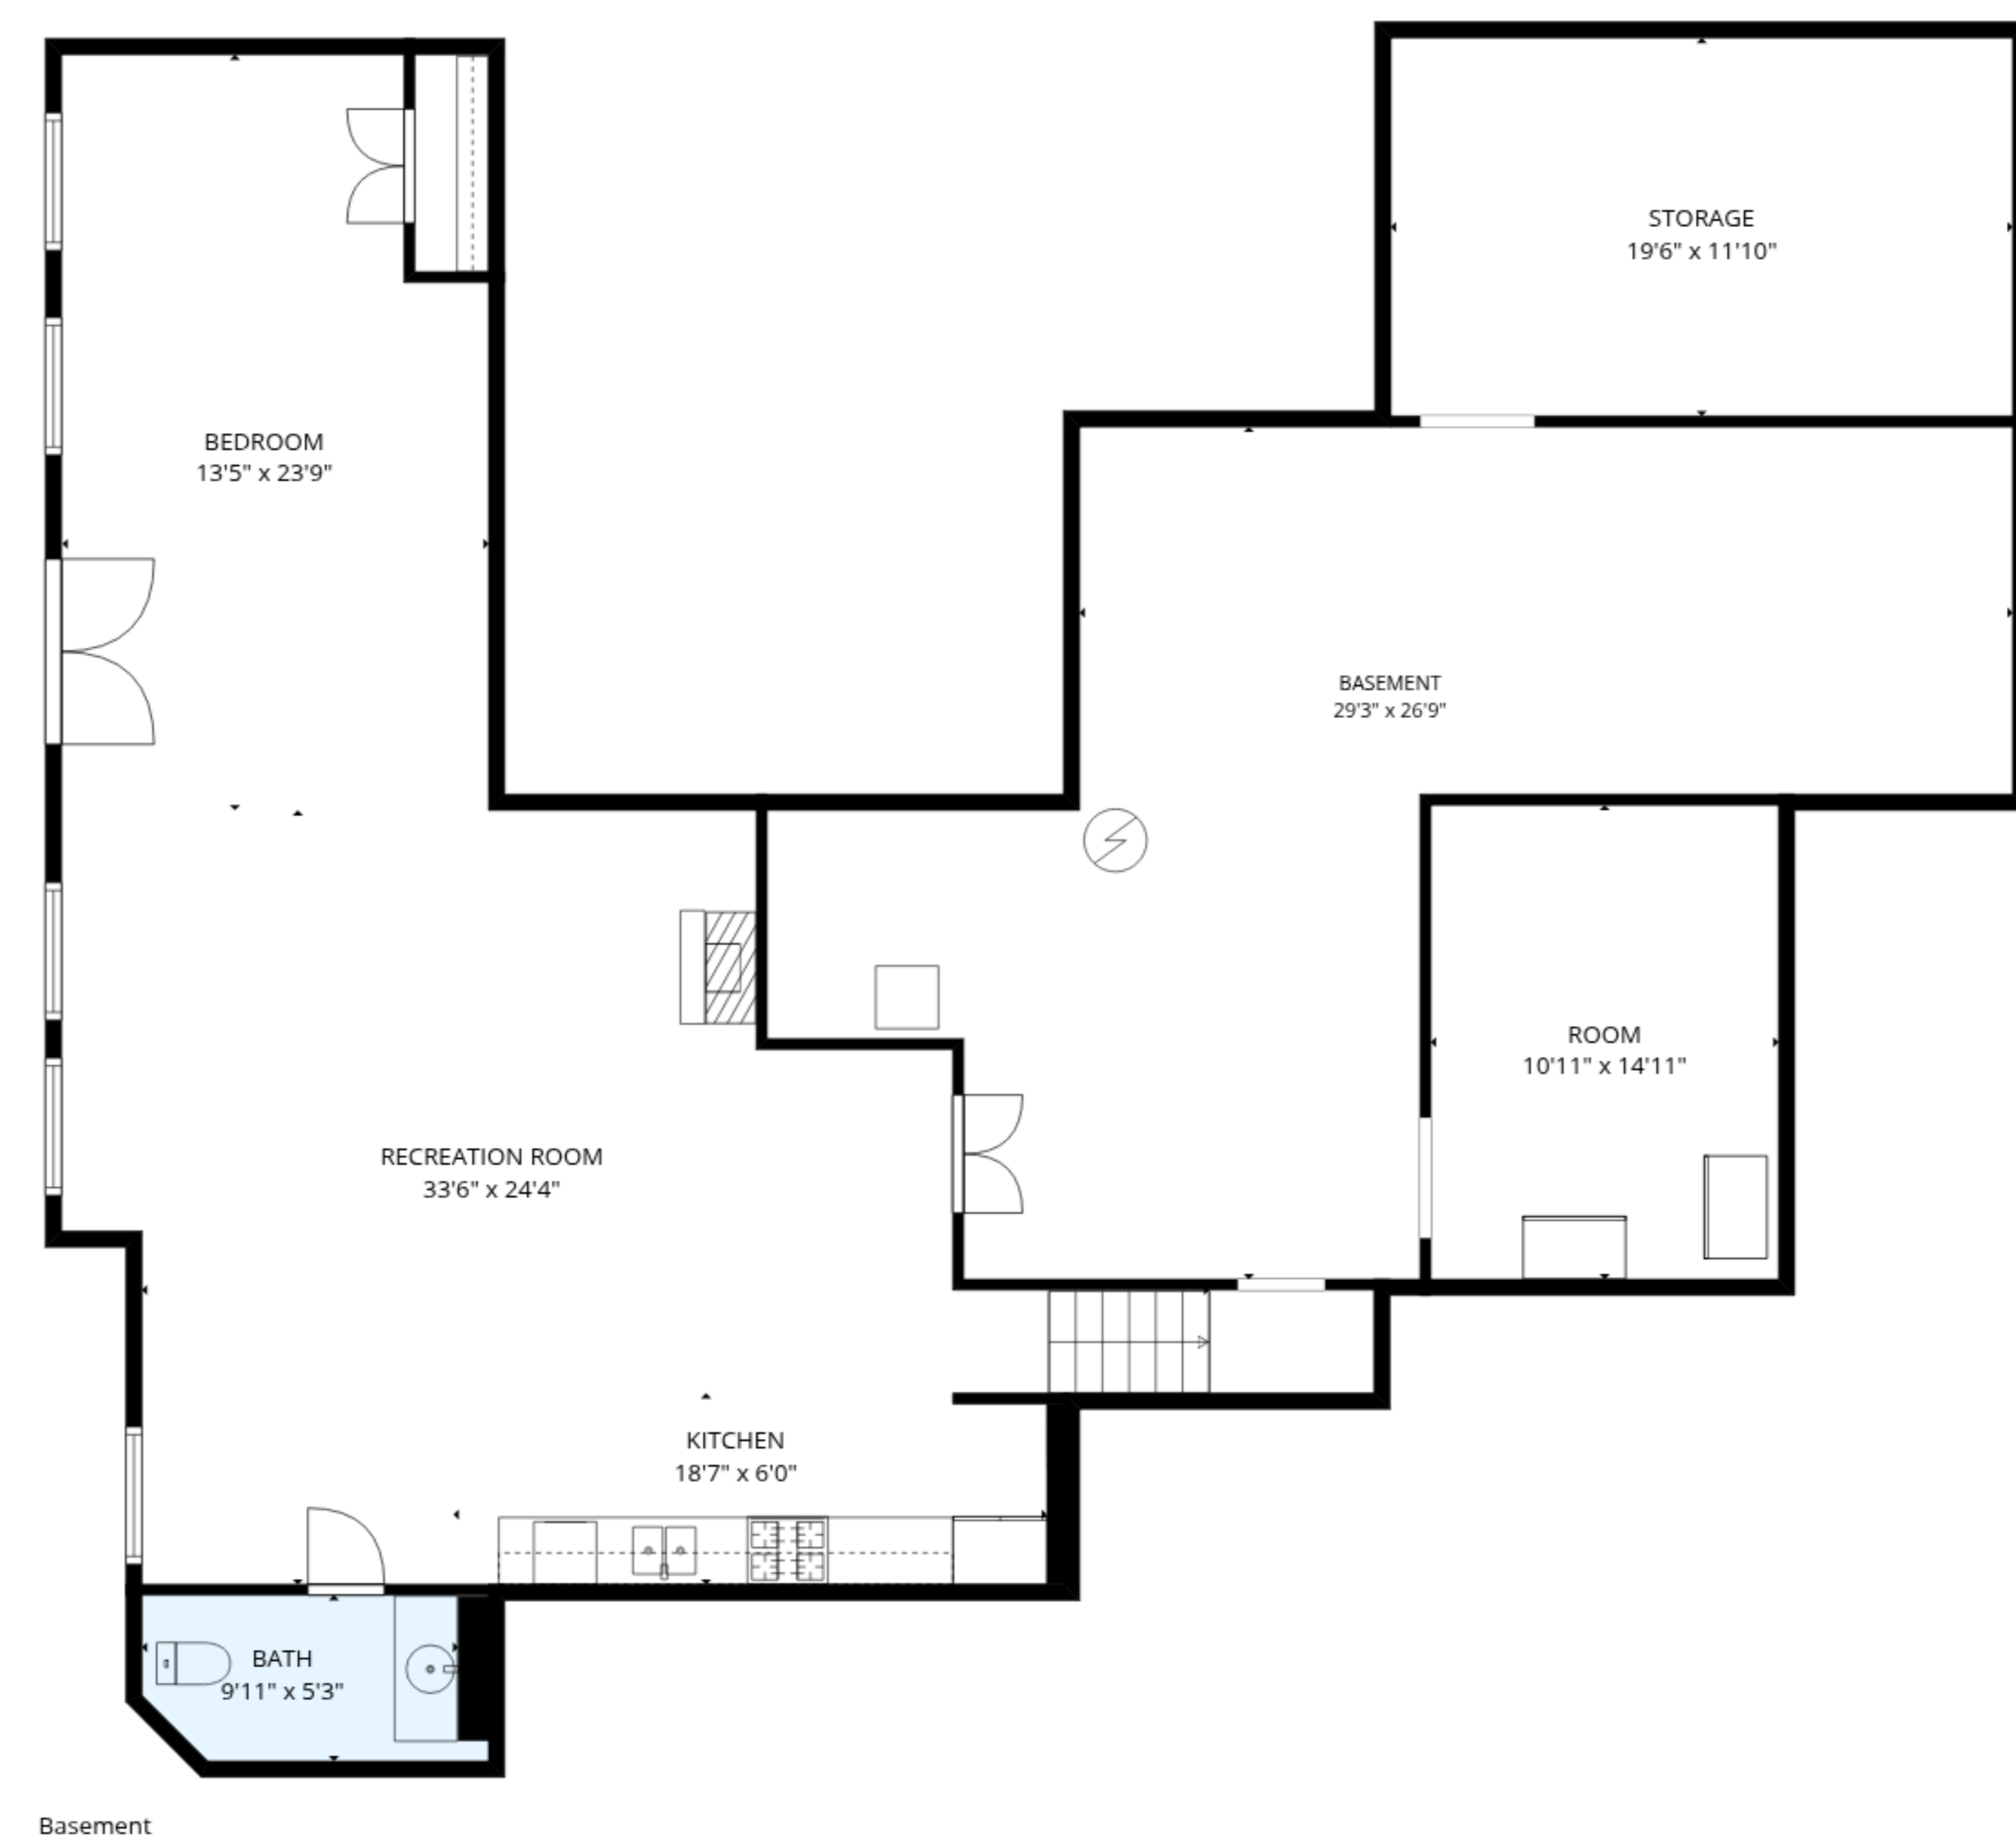 STORAGE
19'6" x 11'10"
BEDROOM
13'5" x 23'9"
BASEMENT
29'3" x 26'9"
ROOM
10'11" x 14'11"
RECREATION ROOM
33'6" x 24'4"
KITCHEN
18'7" x 6'0"
BATH
9'11" x 5'3"
Basement